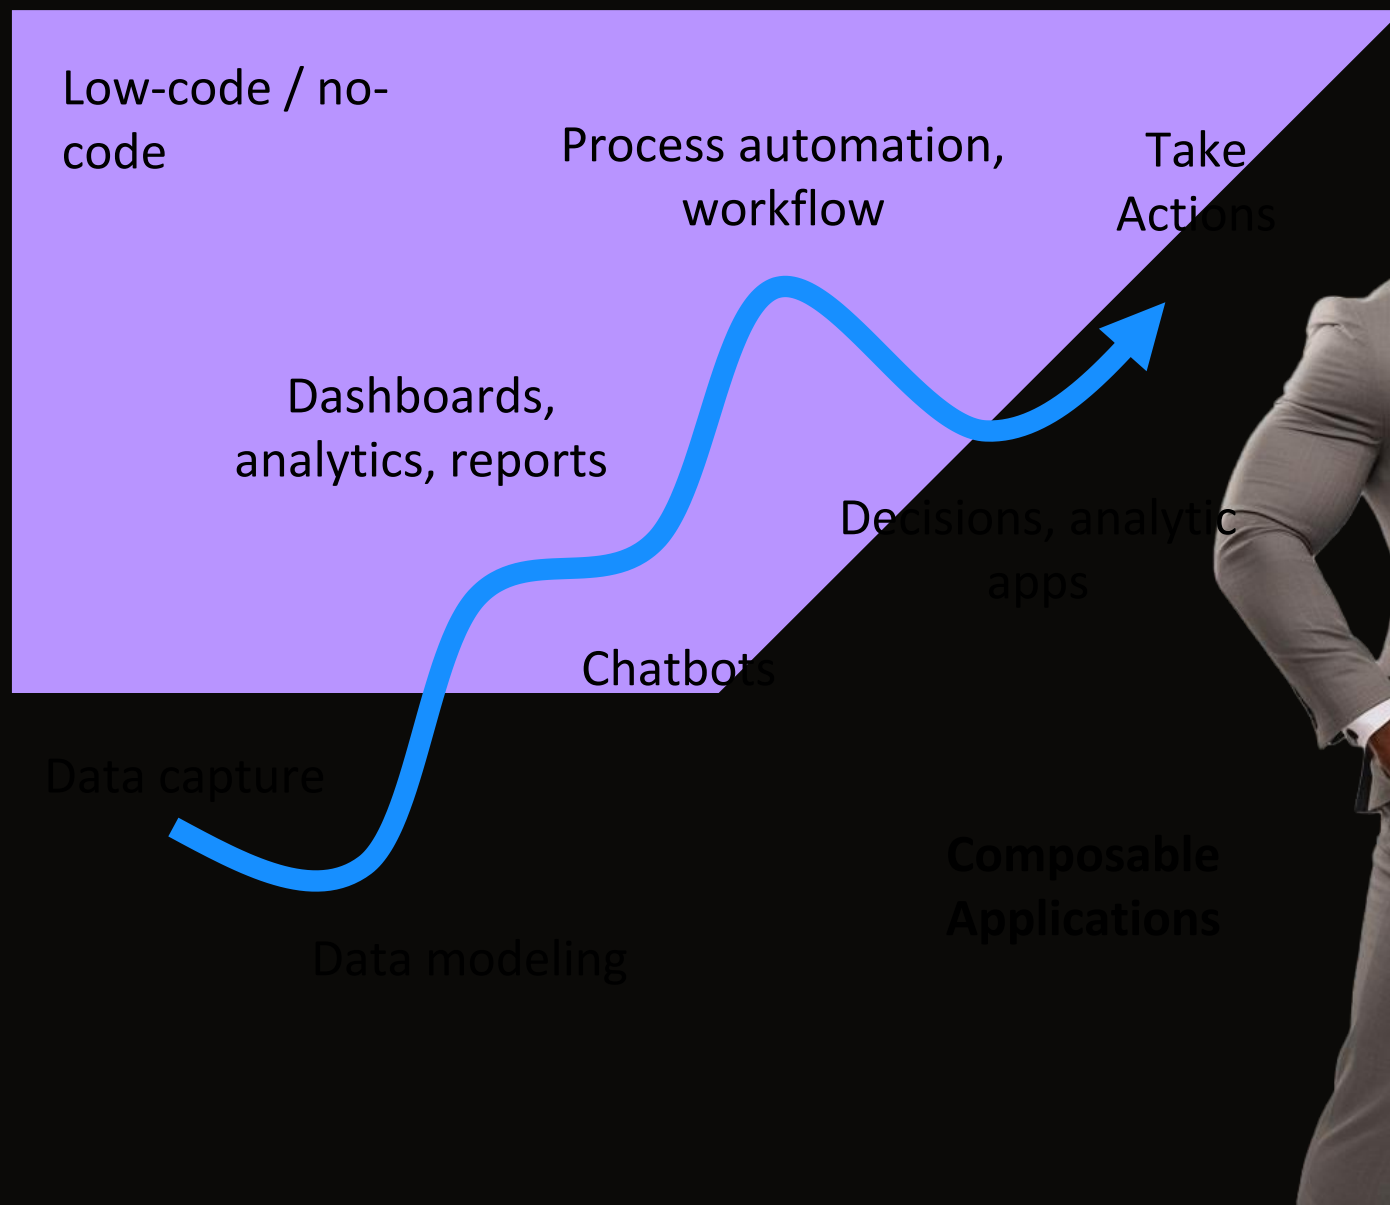 Low-code / no-
code
Process automation,
workflow
Take
Actions
Dashboards,
analytics, reports
Decisions, analytic
apps
Chatbots
Data capture
Composable
Applications
Data modeling